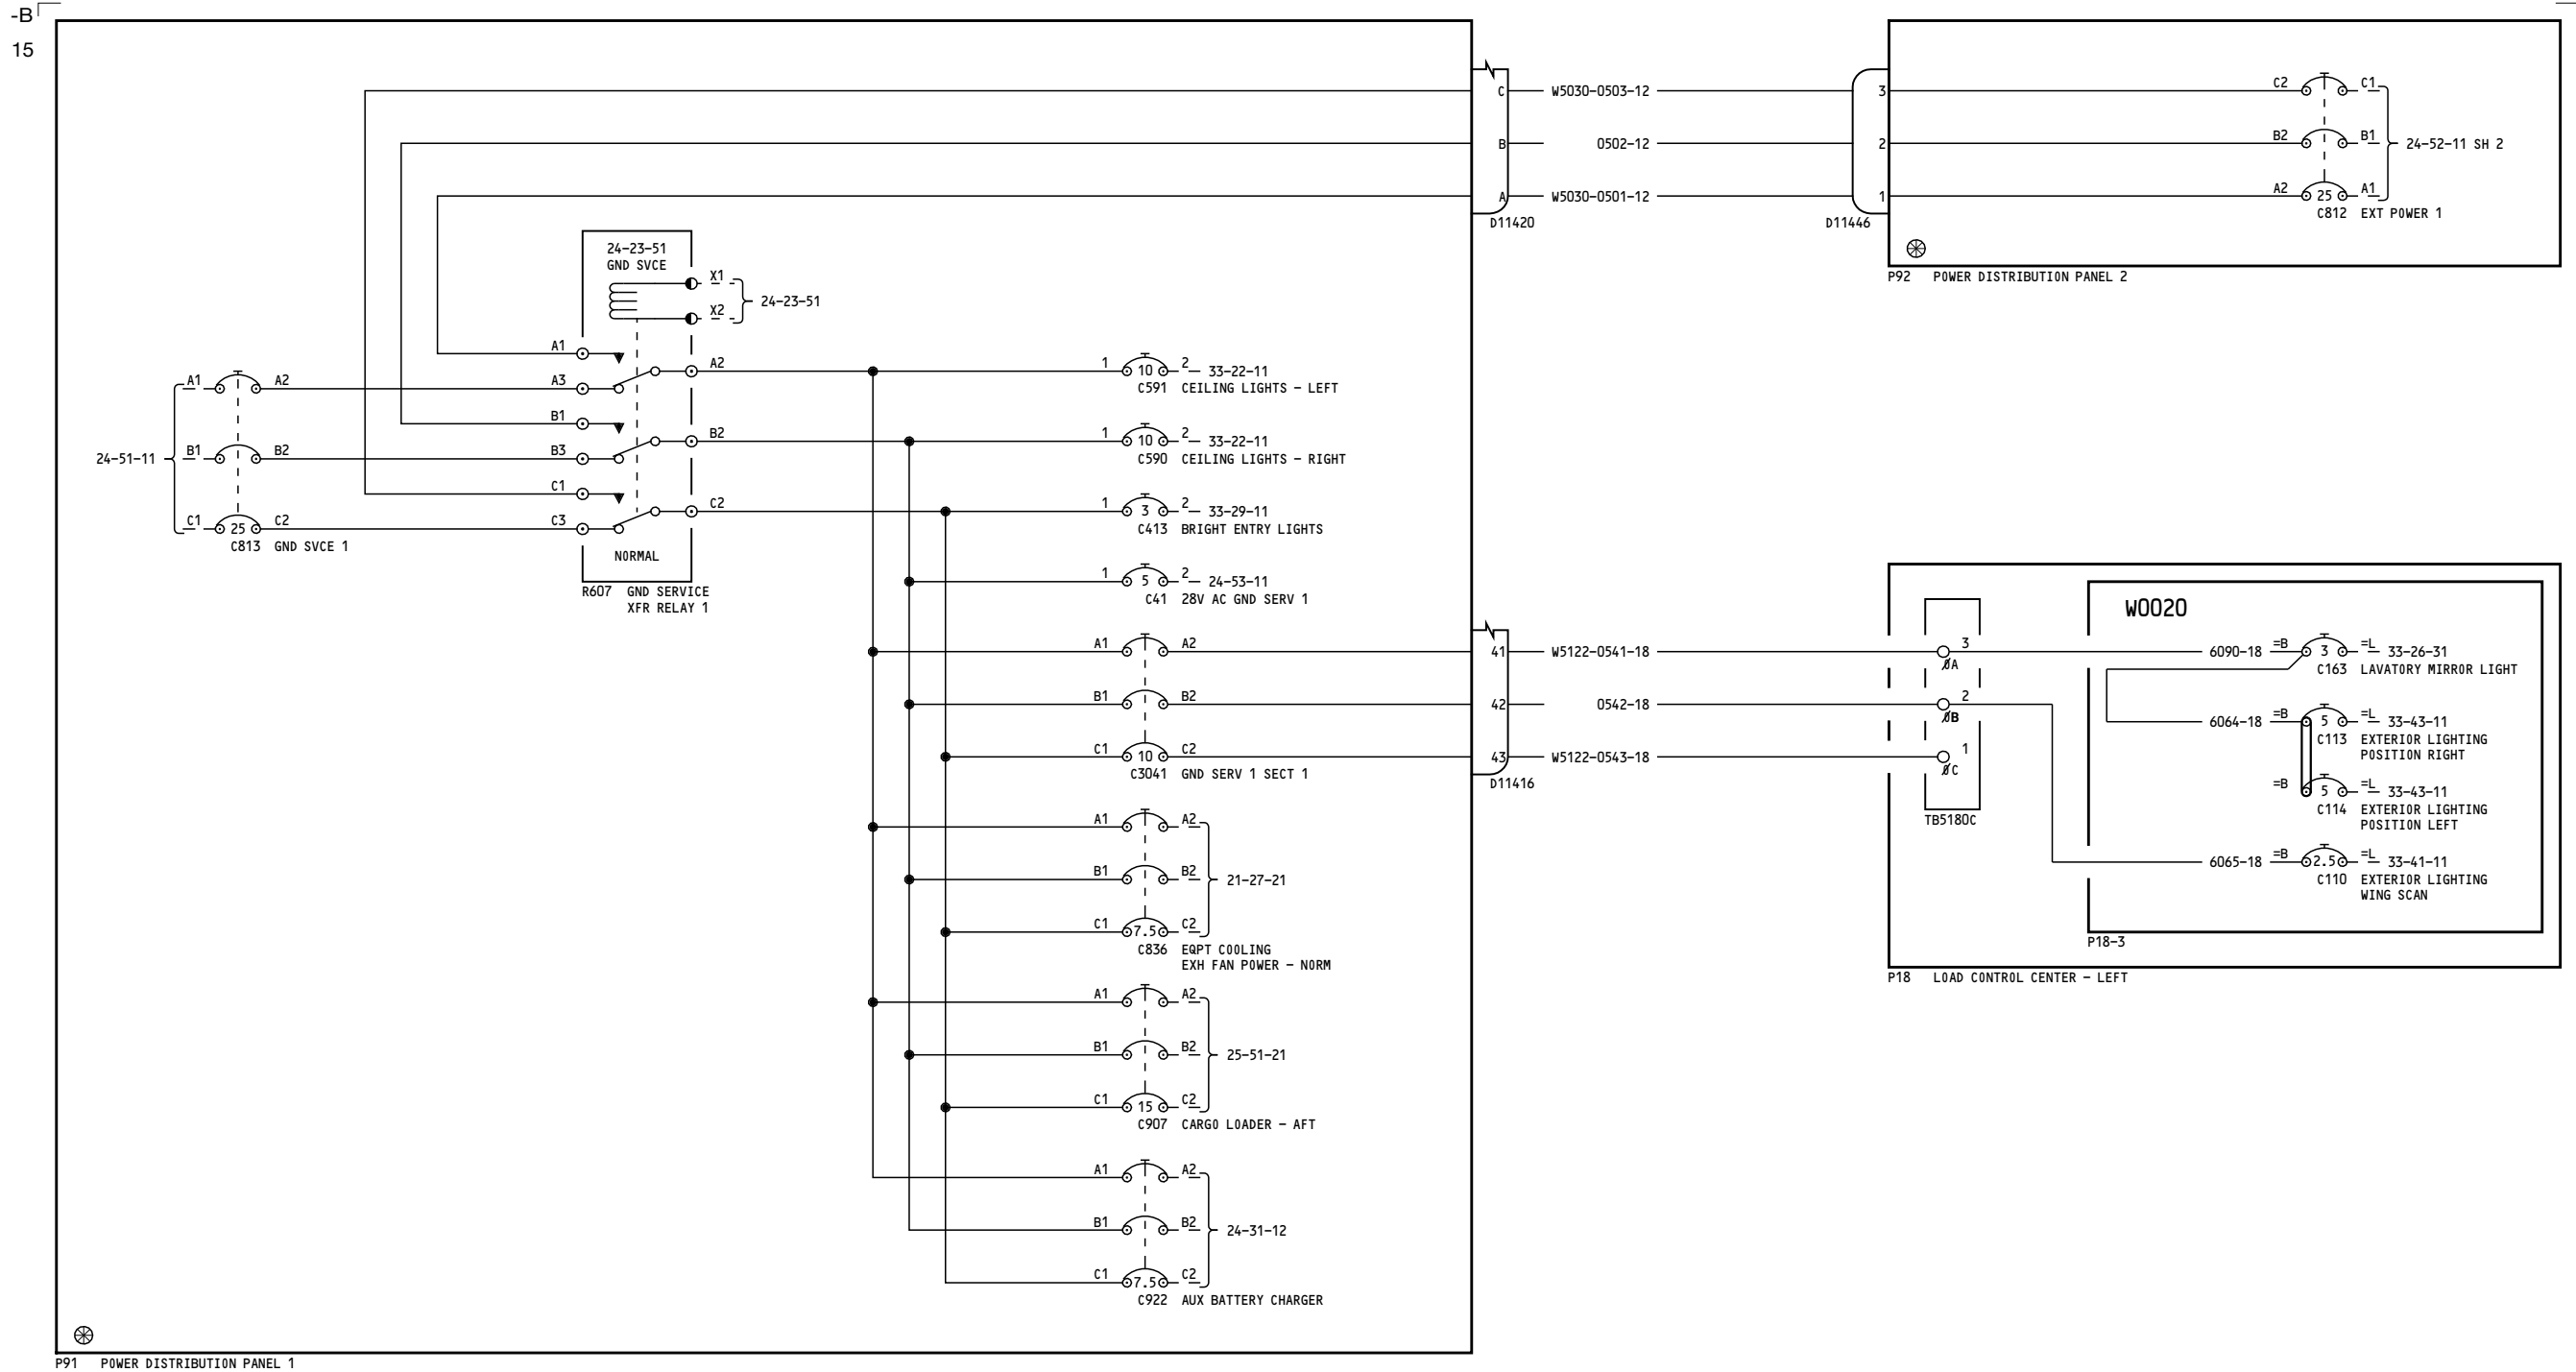 -B
15
C
W5030-0503-12
3
C2
C1
B
0502-12
2
B2
B1
24-52-11 SH 2
A
W5030-0501-12
1
A2
25
A1
D11420
D11446
C812 EXT POWER 1
P92 POWER DISTRIBUTION PANEL 2
24-23-51
GND SVCE
X1
X2
24-23-51
A1
A2
A3
B1
B2
B3
C1
C2
C3
NORMAL
R607 GND SERVICE
XFR RELAY 1
24-51-11
A1
A2
B1
B2
C1
25
C2
C813 GND SVCE 1
1
10
2
33-22-11
C591 CEILING LIGHTS - LEFT
1
10
2
33-22-11
C590 CEILING LIGHTS - RIGHT
1
3
2
33-29-11
C413 BRIGHT ENTRY LIGHTS
1
5
2
24-53-11
C41 28V AC GND SERV 1
A1
A2
B1
B2
C1
10
C2
C3041 GND SERV 1 SECT 1
A1
A2
B1
B2
21-27-21
C1
7.5
C2
C836 EQPT COOLING
EXH FAN POWER - NORM
A1
A2
B1
B2
25-51-21
C1
15
C2
C907 CARGO LOADER - AFT
A1
A2
B1
B2
24-31-12
C1
7.5
C2
C922 AUX BATTERY CHARGER
P91 POWER DISTRIBUTION PANEL 1
41
W5122-0541-18
42
0542-18
43
W5122-0543-18
D11416
3
ØA
2
ØB
1
ØC
TB5180C
W0020
6090-18
=B
3
=L
33-26-31
C163 LAVATORY MIRROR LIGHT
6064-18
=B
5
=L
33-43-11
C113 EXTERIOR LIGHTING
POSITION RIGHT
=B
5
=L
33-43-11
C114 EXTERIOR LIGHTING
POSITION LEFT
6065-18
=B
2.5
=L
33-41-11
C110 EXTERIOR LIGHTING
WING SCAN
P18-3
P18 LOAD CONTROL CENTER - LEFT